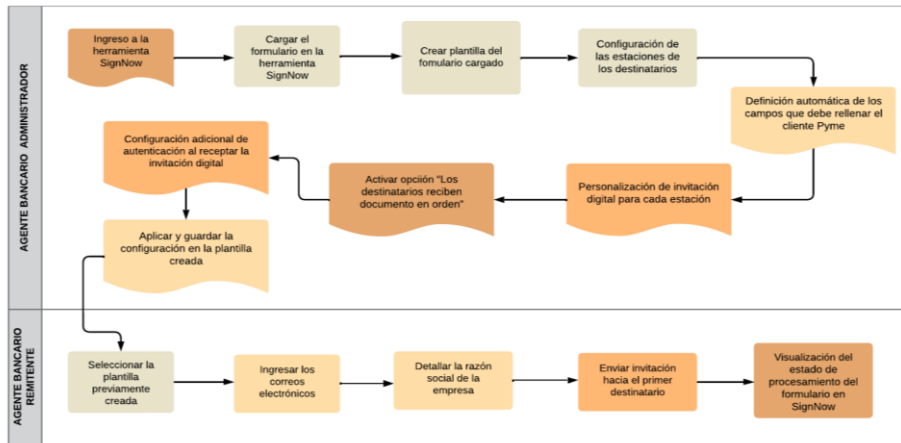 AGENTE BANCARIO ADMINISTRADOR
Ingreso a la
herramienta
SignNow
Cargar el
formulario en la
herramienta
SignNow
Crear plantilla del
fomulario cargado
Configuración de
las estaciones de
los destinatarios
Definición automática de los
campos que debe rellenar el
cliente Pyme
Personalización de invitación
digital para cada estación
Activar opciión "Los
destinatarios reciben
documento en orden"
Configuración adicional de
autenticación al receptar la
invitación digital
Aplicar y guardar la
configuración en la plantilla
creada
AGENTE BANCARIO
REMITENTE
Seleccionar la
plantilla
previamente
creada
Ingresar los
correos
electrónicos
Detallar la razón
social de la
empresa
Enviar invitación
hacia el primer
destinatario
Visualización del
estado de
procesamiento del
formulario en
SignNow